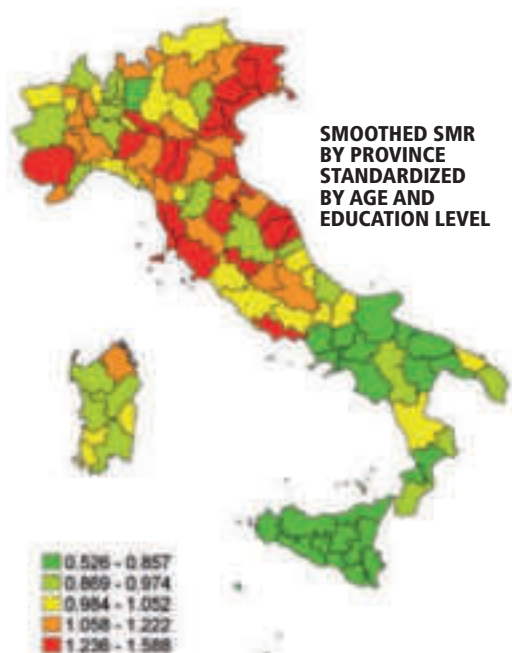 SMOOTHED SMR
BY PROVINCE
STANDARDIZED
BY AGE AND
EDUCATION LEVEL
0.526 - 0.857
0.869 - 0.974
0.984 - 1.052
1.058 - 1.222
1.236 - 1.588